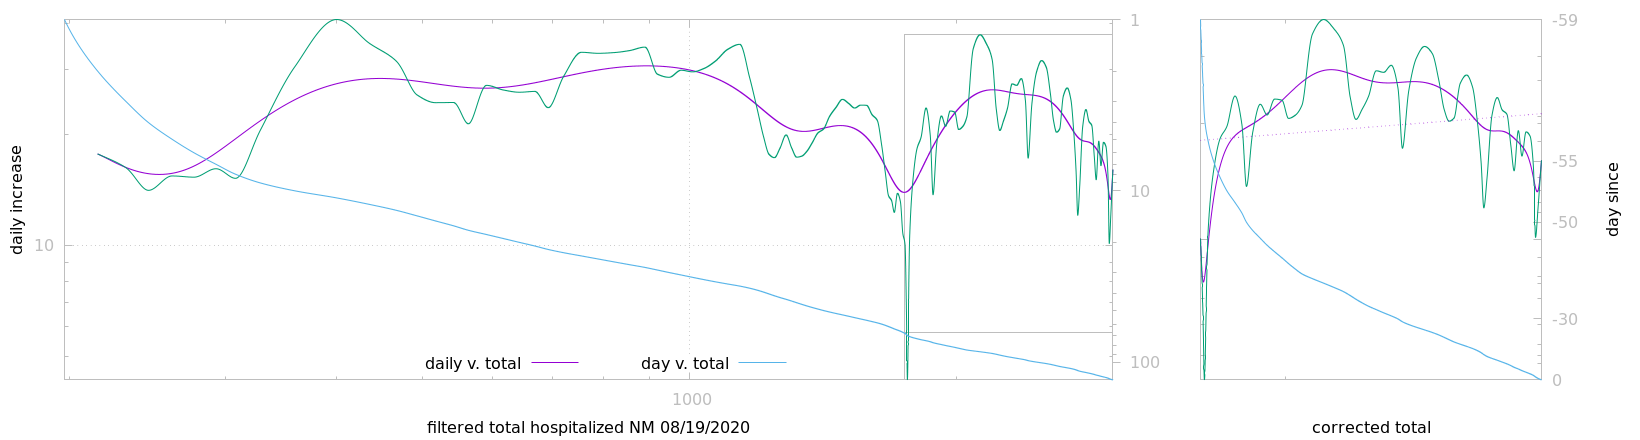 1
-59
daily increase
10
10
-55
-50
day since
-30
daily v. total
day v. total
100
0
1000
filtered total hospitalized NM 08/19/2020
corrected total